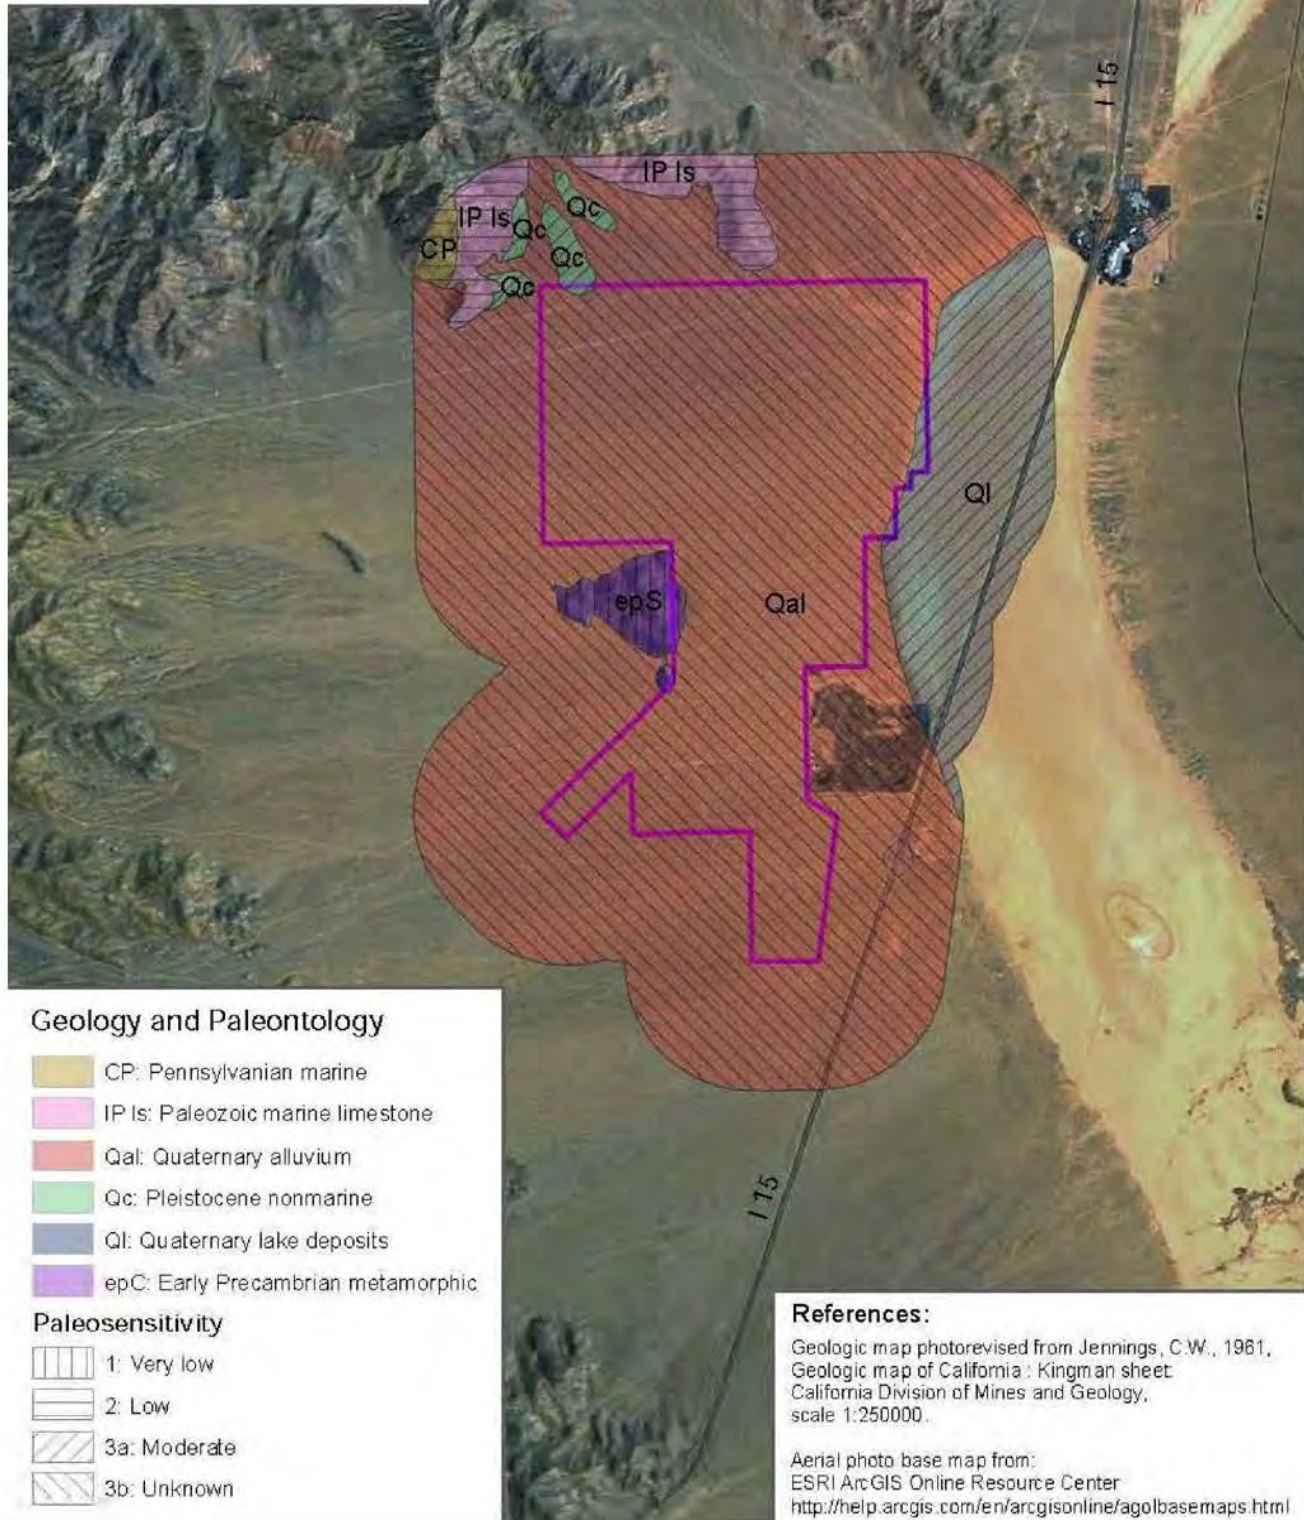 I 15
IP ls
IP ls
Qc
Qc
CP
Qc
Qc
Ql
epS
Qal
I 15
Geology and Paleontology
CP: Pennsylvanian marine
IP ls: Paleozoic marine limestone
Qal: Quaternary alluvium
Qc: Pleistocene nonmarine
Ql: Quaternary lake deposits
epC: Early Precambrian metamorphic
Paleosensitivity
1: Very low
2: Low
3a: Moderate
3b: Unknown
References:
Geologic map photorevised from Jennings, C.W., 1961,
Geologic map of California : Kingman sheet
California Division of Mines and Geology,
scale 1:250000.
Aerial photo base map from:
ESRI ArcGIS Online Resource Center
http://help.arcgis.com/en/arcgisonline/agolbasemaps.html